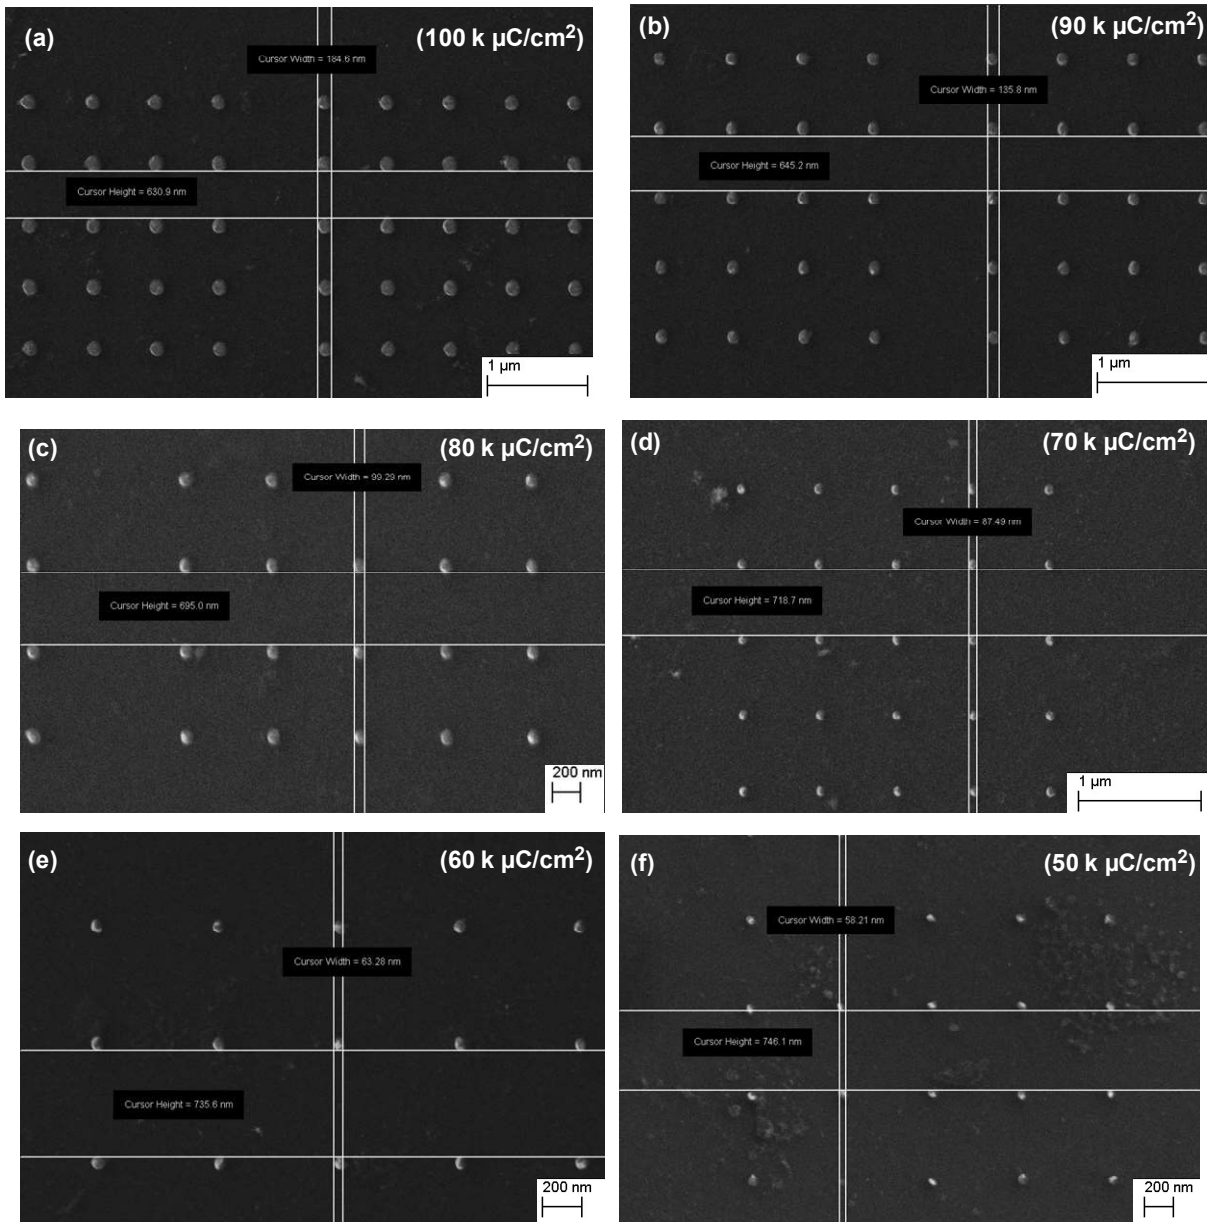 (a)
(100 k µC/cm²)
Cursor Width = 184.6 nm
Cursor Height = 630.9 nm
1 µm
(b)
(90 k µC/cm²)
Cursor Width = 135.8 nm
Cursor Height = 645.2 nm
1 µm
(c)
(80 k µC/cm²)
Cursor Width = 99.29 nm
Cursor Height = 695.0 nm
200 nm
(d)
(70 k µC/cm²)
Cursor Width = 87.49 nm
Cursor Height = 718.7 nm
1 µm
(e)
(60 k µC/cm²)
Cursor Width = 63.28 nm
Cursor Height = 735.6 nm
200 nm
(f)
(50 k µC/cm²)
Cursor Width = 58.21 nm
Cursor Height = 746.1 nm
200 nm